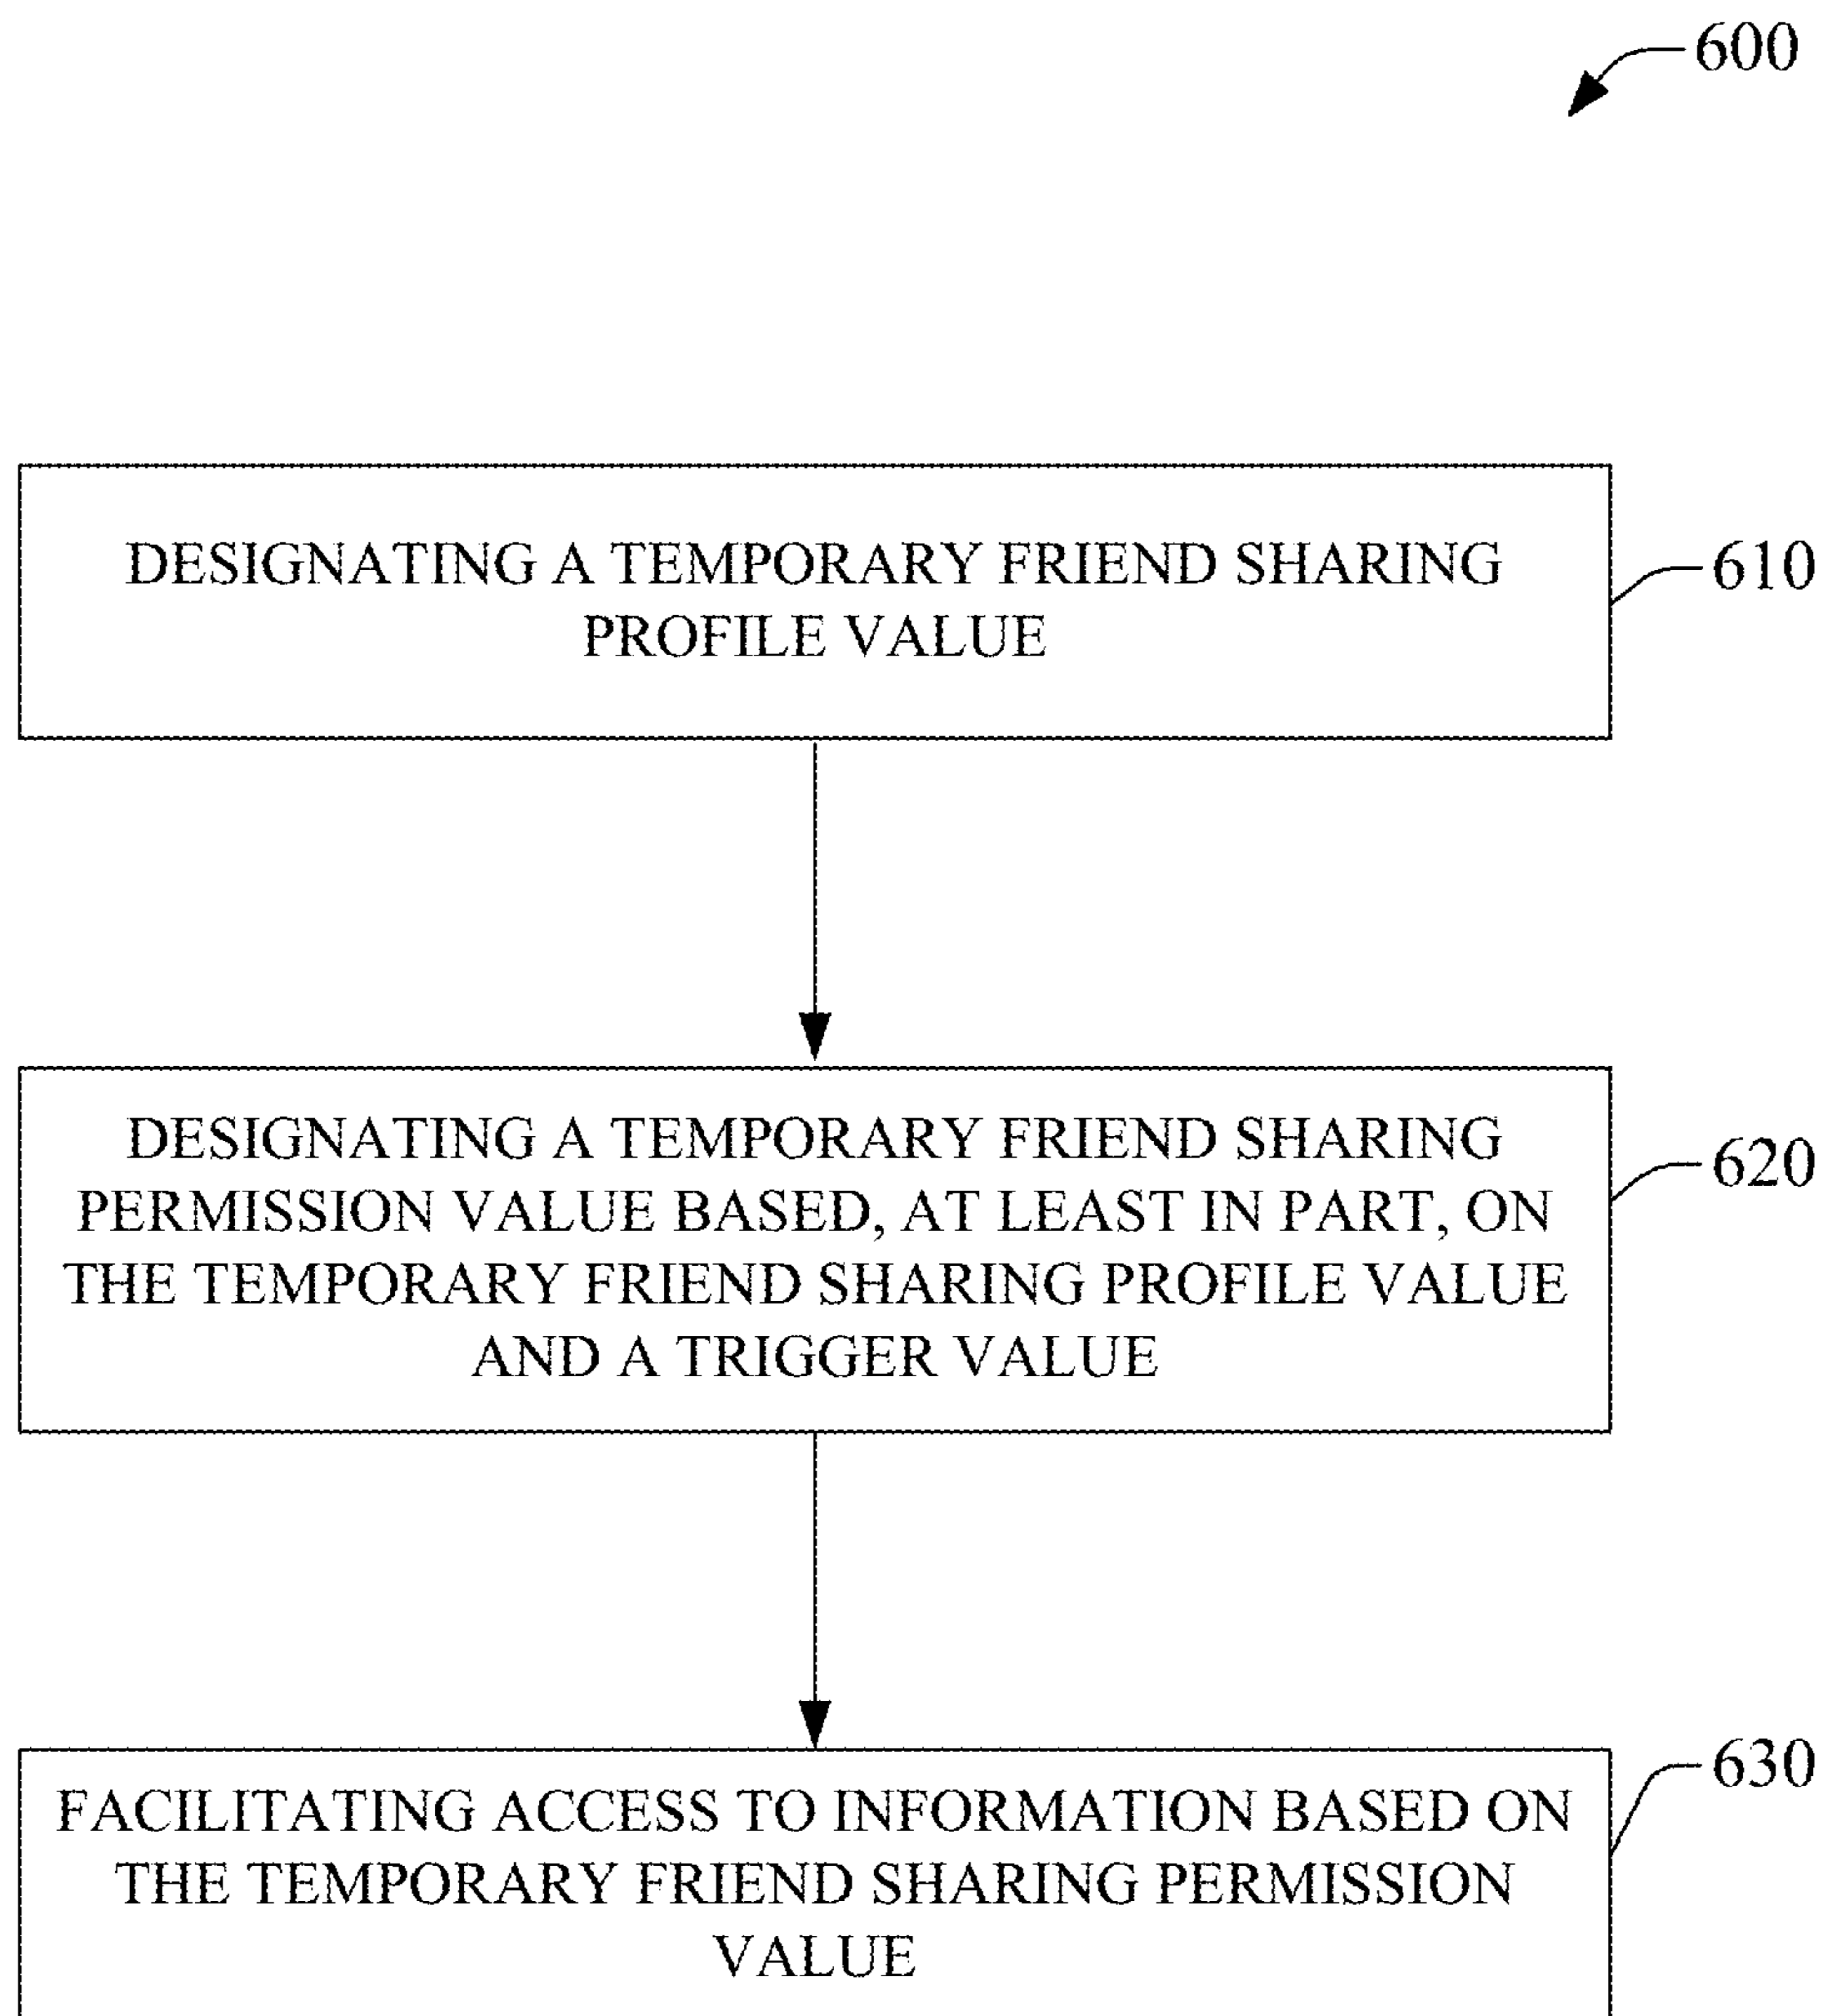 600
DESIGNATING A TEMPORARY FRIEND SHARING
PROFILE VALUE
610
DESIGNATING A TEMPORARY FRIEND SHARING
PERMISSION VALUE BASED, AT LEAST IN PART, ON
THE TEMPORARY FRIEND SHARING PROFILE VALUE
AND A TRIGGER VALUE
620
FACILITATING ACCESS TO INFORMATION BASED ON
THE TEMPORARY FRIEND SHARING PERMISSION
VALUE
630